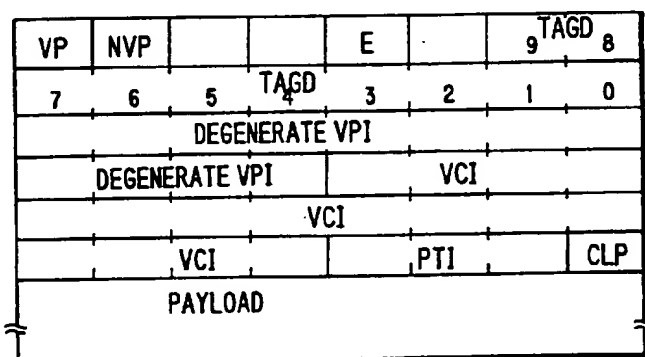 VP NVP E TAGD 9 8
TAGD
7 6 5 4 3 2 1 0
DEGENERATE VPI
DEGENERATE VPI VCI
VCI
VCI PTI CLP
PAYLOAD